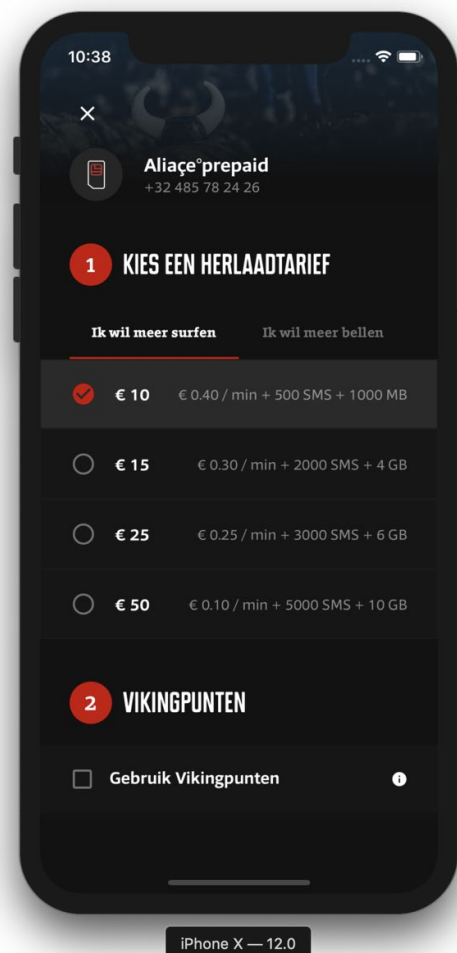 10:38
Aliaçe°prepaid
+32 485 78 24 26
1 KIES EEN HERLAADTARIEF
Ik wil meer surfen Ik wil meer bellen
€ 10 € 0.40 / min + 500 SMS + 1000 MB
€ 15 € 0.30 / min + 2000 SMS + 4 GB
€ 25 € 0.25 / min + 3000 SMS + 6 GB
€ 50 € 0.10 / min + 5000 SMS + 10 GB
2 VIKINGPUNTEN
Gebruik Vikingpunten
iPhone X — 12.0